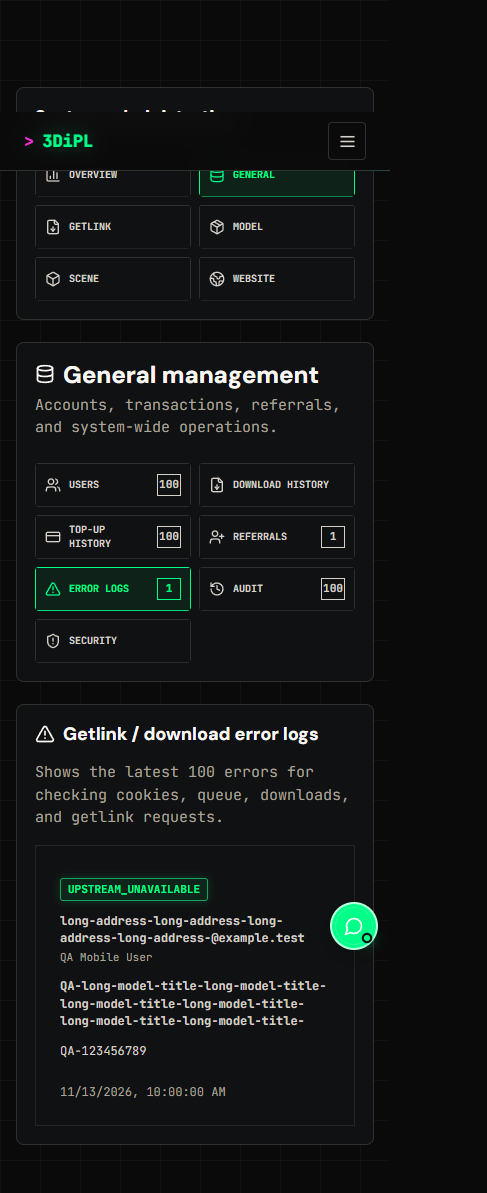 > 3DiPL
OVERVIEW
GENERAL
GETLINK
MODEL
SCENE
WEBSITE
General management
Accounts, transactions, referrals,
and system-wide operations.
USERS 100
DOWNLOAD HISTORY
TOP-UP
HISTORY 100
REFERRALS 1
ERROR LOGS 1
AUDIT 100
SECURITY
Getlink / download error logs
Shows the latest 100 errors for
checking cookies, queue, downloads,
and getlink requests.
UPSTREAM_UNAVAILABLE
long-address-long-address-long-
address-long-address-@example.test
QA Mobile User
QA-long-model-title-long-model-title-
long-model-title-long-model-title-
long-model-title-long-model-title-
QA-123456789
11/13/2026, 10:00:00 AM